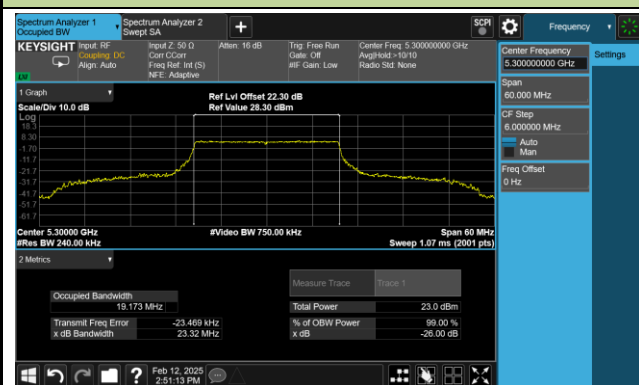 Spectrum Analyzer 1
Occupied BW
Spectrum Analyzer 2
Swept SA
SCPI
Frequency
KEYSIGHT
Input: RF
Coupling: DC
Align: Auto
Input Z: 50 Ω
Corr CCorr
Freq Ref: Int (S)
NFE: Adaptive
Atten: 16 dB
Trig: Free Run
Gate: Off
#IF Gain: Low
Center Freq: 5.300000000 GHz
Avg|Hold:>10/10
Radio Std: None
LXI
Center Frequency
5.300000000 GHz
Settings
Span
60.000 MHz
CF Step
6.000000 MHz
Auto
Man
Freq Offset
0 Hz
1 Graph
Scale/Div 10.0 dB
Ref Lvl Offset 22.30 dB
Ref Value 28.30 dBm
Log
18.3
8.30
-1.70
-11.7
-21.7
-31.7
-41.7
-51.7
-61.7
Center 5.30000 GHz
#Res BW 240.00 kHz
#Video BW 750.00 kHz
Span 60 MHz
Sweep 1.07 ms (2001 pts)
2 Metrics
Measure Trace
Trace 1
Occupied Bandwidth
19.173 MHz
Total Power
23.0 dBm
Transmit Freq Error
-23.469 kHz
% of OBW Power
99.00 %
x dB Bandwidth
23.32 MHz
x dB
-26.00 dB
?
Feb 12, 2025
2:51:13 PM